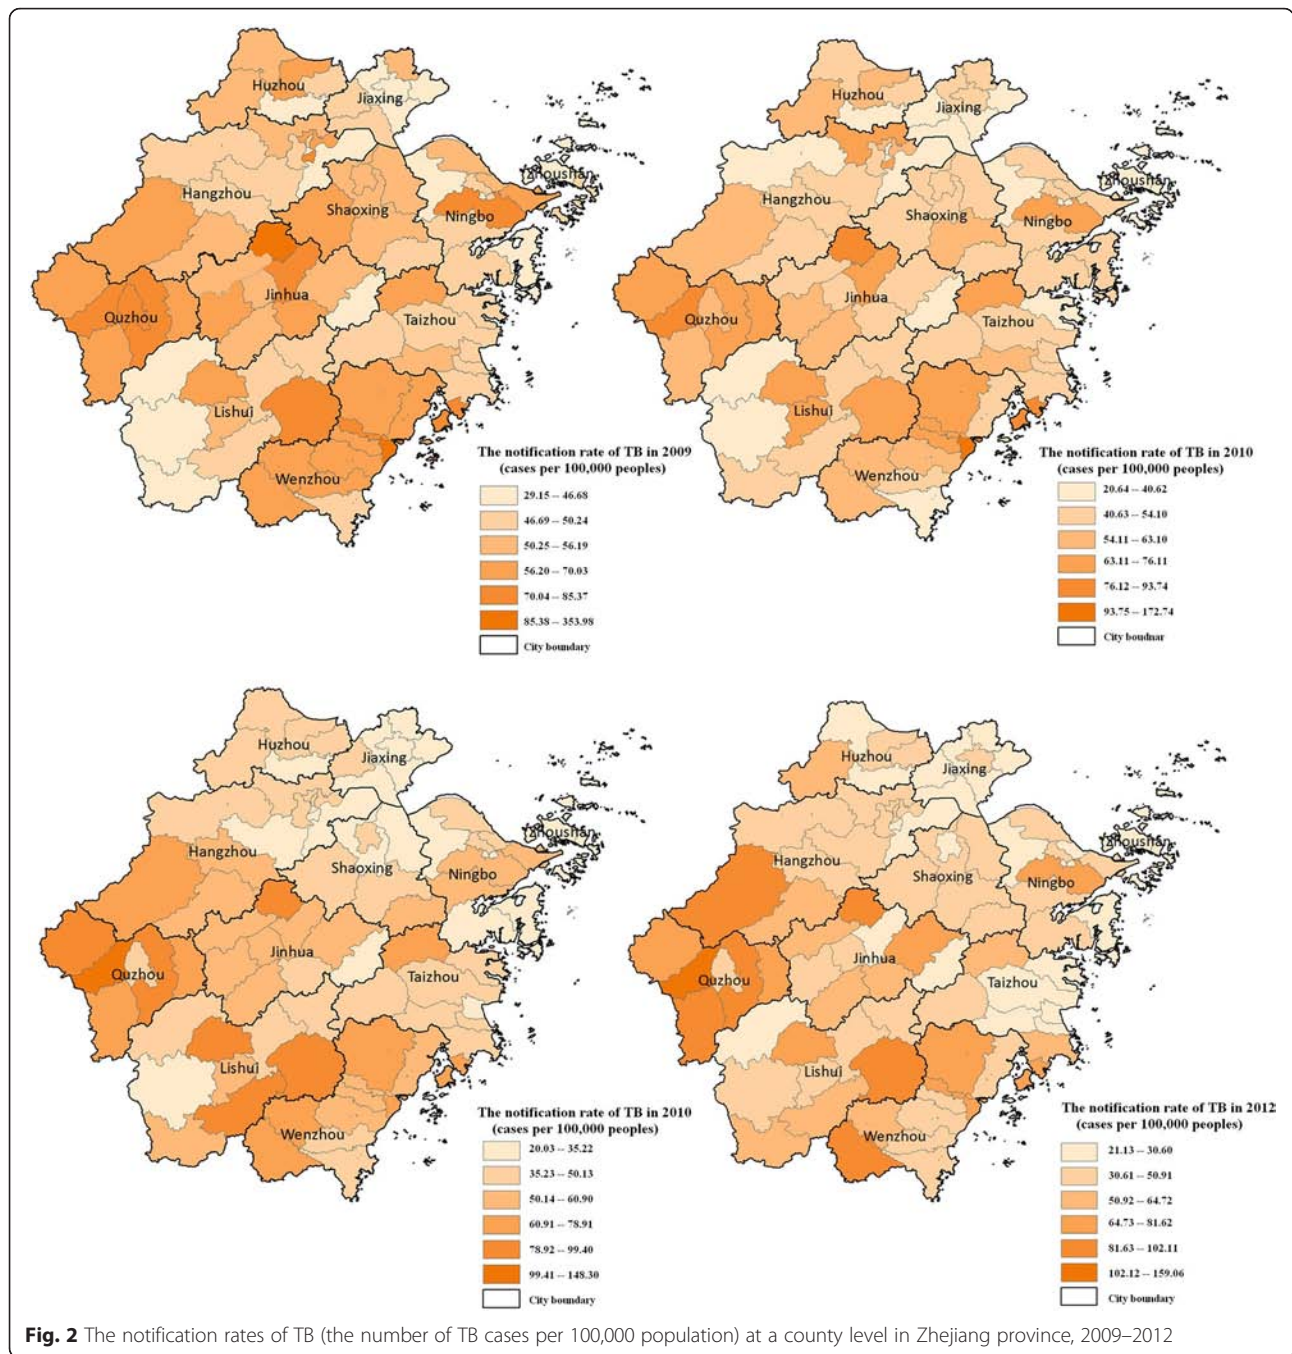 Huzhou
Jiaxing
Hangzhou
Shaoxing
Zhoushan
Ningbo
Quzhou
Jinhua
Taizhou
Lishui
Wenzhou
The notification rate of TB in 2009
(cases per 100,000 peoples)
29.15 -- 46.68
46.69 -- 50.24
50.25 -- 56.19
56.20 -- 70.03
70.04 -- 85.37
85.38 -- 353.98
City boundary
Huzhou
Jiaxing
Hangzhou
Shaoxing
Zhoushan
Ningbo
Quzhou
Jinhua
Taizhou
Lishui
Wenzhou
The notification rate of TB in 2010
(cases per 100,000 peoples)
20.64 -- 40.62
40.63 -- 54.10
54.11 -- 63.10
63.11 -- 76.11
76.12 -- 93.74
93.75 -- 172.74
City boudnar
Huzhou
Jiaxing
Hangzhou
Shaoxing
Zhoushan
Ningbo
Quzhou
Jinhua
Taizhou
Lishui
Wenzhou
The notification rate of TB in 2010
(cases per 100,000 peoples)
20.03 -- 35.22
35.23 -- 50.13
50.14 -- 60.90
60.91 -- 78.91
78.92 -- 99.40
99.41 -- 148.30
City boundary
Huzhou
Jiaxing
Hangzhou
Shaoxing
Zhoushan
Ningbo
Quzhou
Jinhua
Taizhou
Lishui
Wenzhou
The notification rate of TB in 2012
(cases per 100,000 peoples)
21.13 -- 30.60
30.61 -- 50.91
50.92 -- 64.72
64.73 -- 81.62
81.63 -- 102.11
102.12 -- 159.06
City boundary
Fig. 2 The notification rates of TB (the number of TB cases per 100,000 population) at a county level in Zhejiang province, 2009–2012